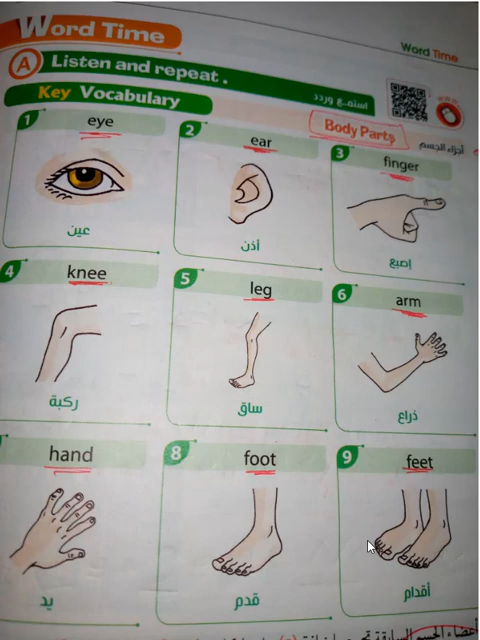 Word Time
Word Time
A Listen and repeat.
استمع وردد
Key Vocabulary
Body Parts
أجزاء الجسم
1 eye
عين
2 ear
أذن
3 finger
إصبع
4 knee
ركبة
5 leg
ساق
6 arm
ذراع
hand
يد
8 foot
قدم
9 feet
أقدام